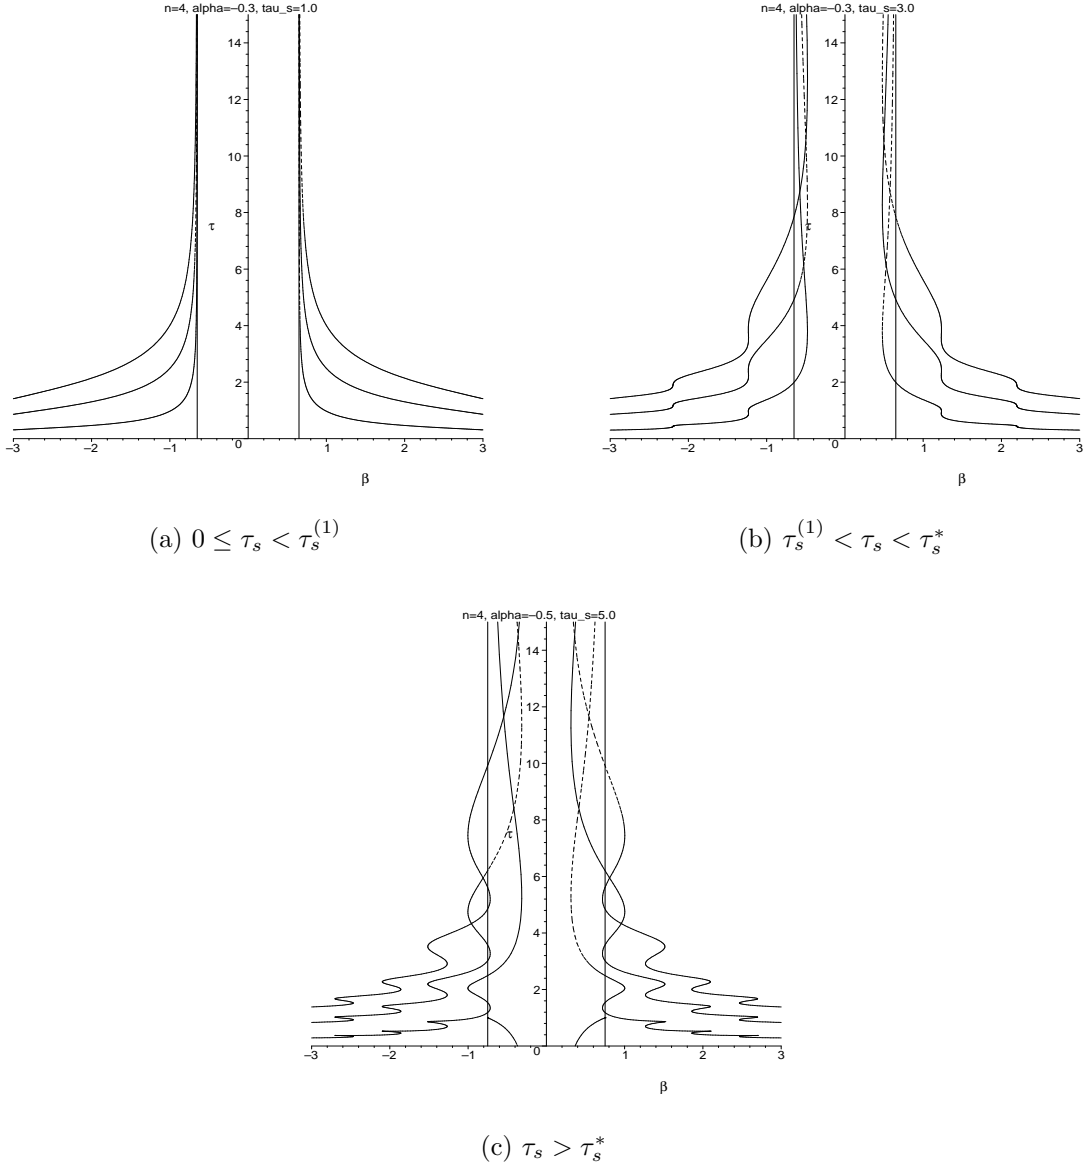 n=4, alpha=–0.3, tau_s=1.0
14
12
10
8
τ
6
4
2
0
–3 –2 –1 1 2 3
β
(a) 0 ≤ τ_s < τ_s^{(1)}
n=4, alpha=–0.3, tau_s=3.0
14
12
10
8
τ
6
4
2
0
–3 –2 –1 1 2 3
β
(b) τ_s^{(1)} < τ_s < τ_s^*
n=4, alpha=–0.5, tau_s=5.0
14
12
10
8
τ
6
4
2
0
–3 –2 –1 1 2 3
β
(c) τ_s > τ_s^*